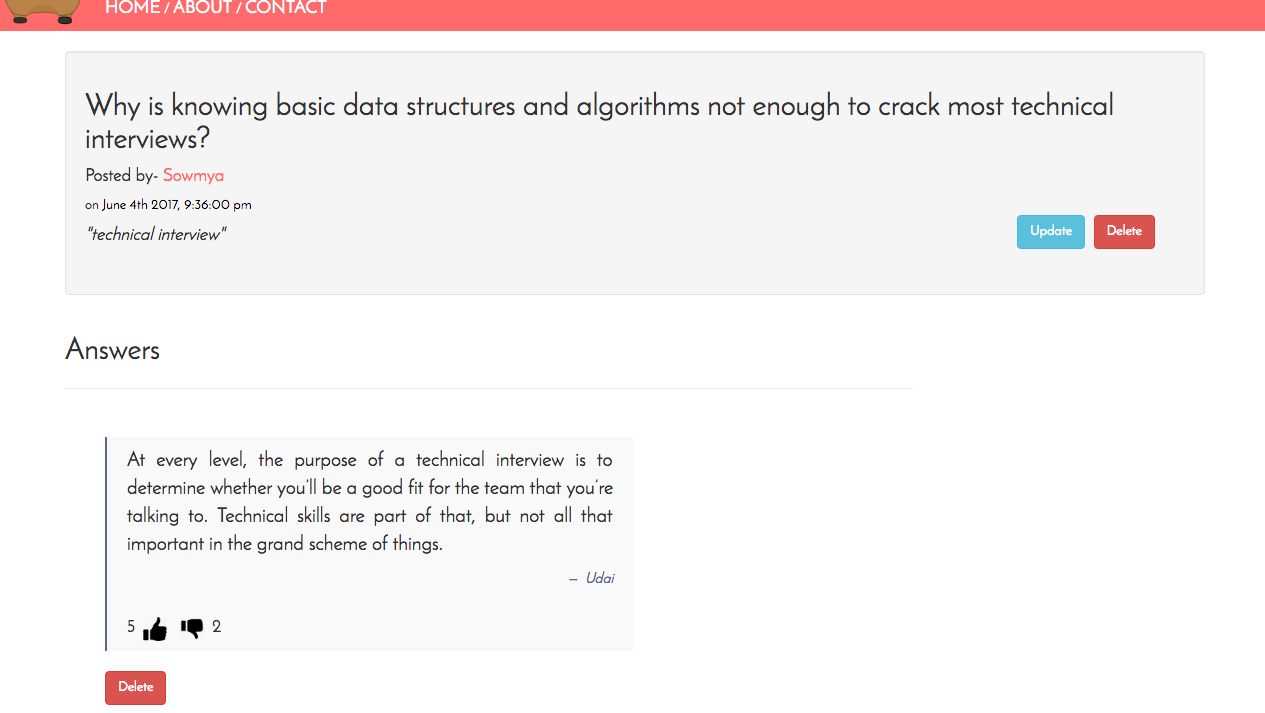 HOME / ABOUT / CONTACT
Why is knowing basic data structures and algorithms not enough to crack most technical
interviews?
Posted by- Sowmya
on June 4th 2017, 9:36:00 pm
"technical interview"
Update Delete
Answers
At every level, the purpose of a technical interview is to
determine whether you'll be a good fit for the team that you're
talking to. Technical skills are part of that, but not all that
important in the grand scheme of things.
– Udai
5 2
Delete